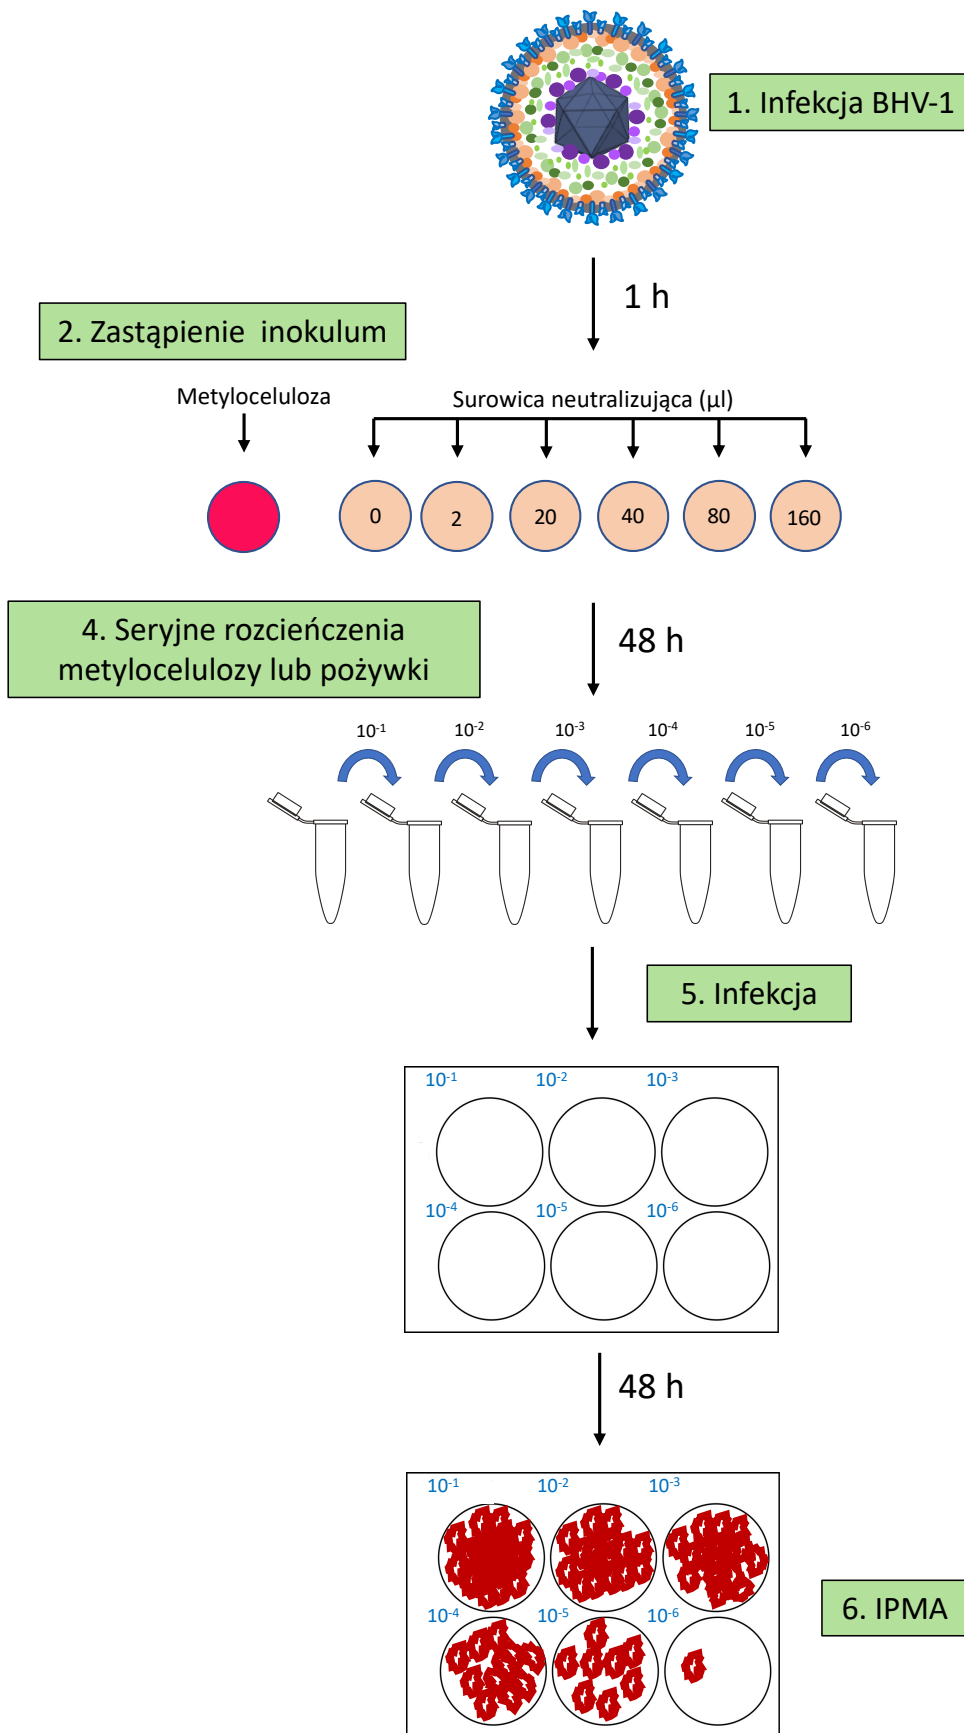 1. Infekcja BHV-1
1 h
2. Zastąpienie inokulum
Metyloceluloza
Surowica neutralizująca (µl)
0
2
20
40
80
160
4. Seryjne rozcieńczenia
metylocelulozy lub pożywki
48 h
10⁻¹
10⁻²
10⁻³
10⁻⁴
10⁻⁵
10⁻⁶
5. Infekcja
10⁻¹
10⁻²
10⁻³
10⁻⁴
10⁻⁵
10⁻⁶
48 h
10⁻¹
10⁻²
10⁻³
10⁻⁴
10⁻⁵
10⁻⁶
6. IPMA